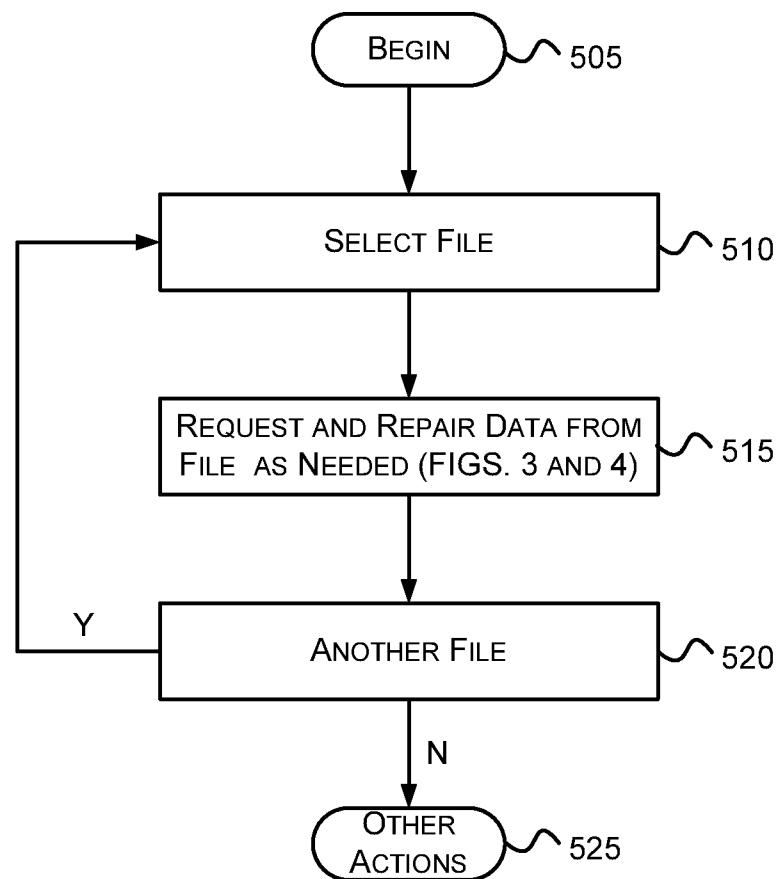 BEGIN
505
SELECT FILE
510
REQUEST AND REPAIR DATA FROM
FILE AS NEEDED (FIGS. 3 AND 4)
515
Y
ANOTHER FILE
520
N
OTHER
ACTIONS
525